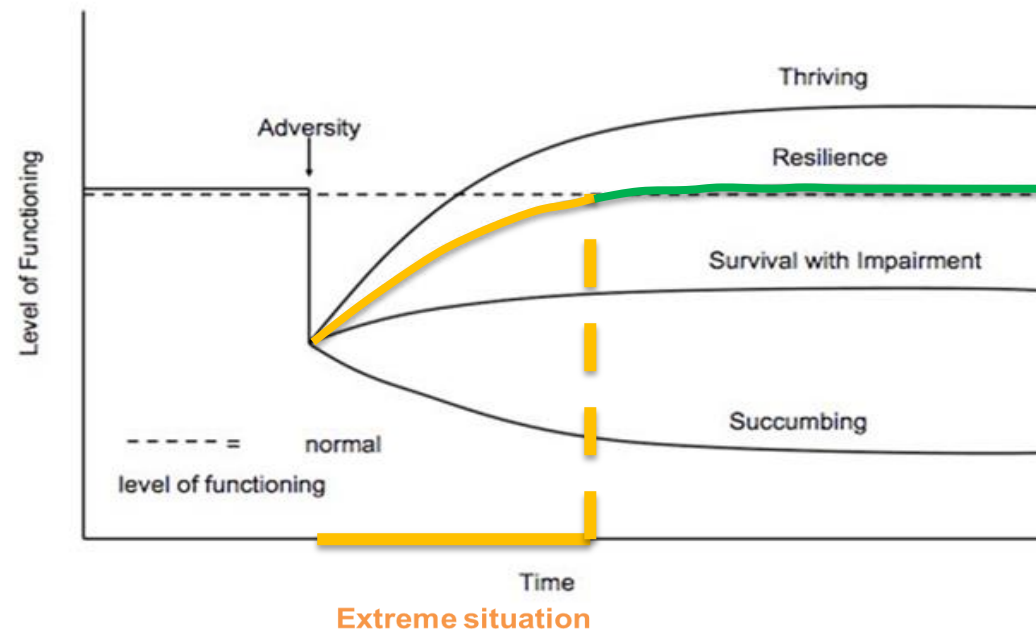 Thriving
Adversity
Resilience
Level of Functioning
Survival with Impairment
Succumbing
------ = normal
level of functioning
Time
Extreme situation